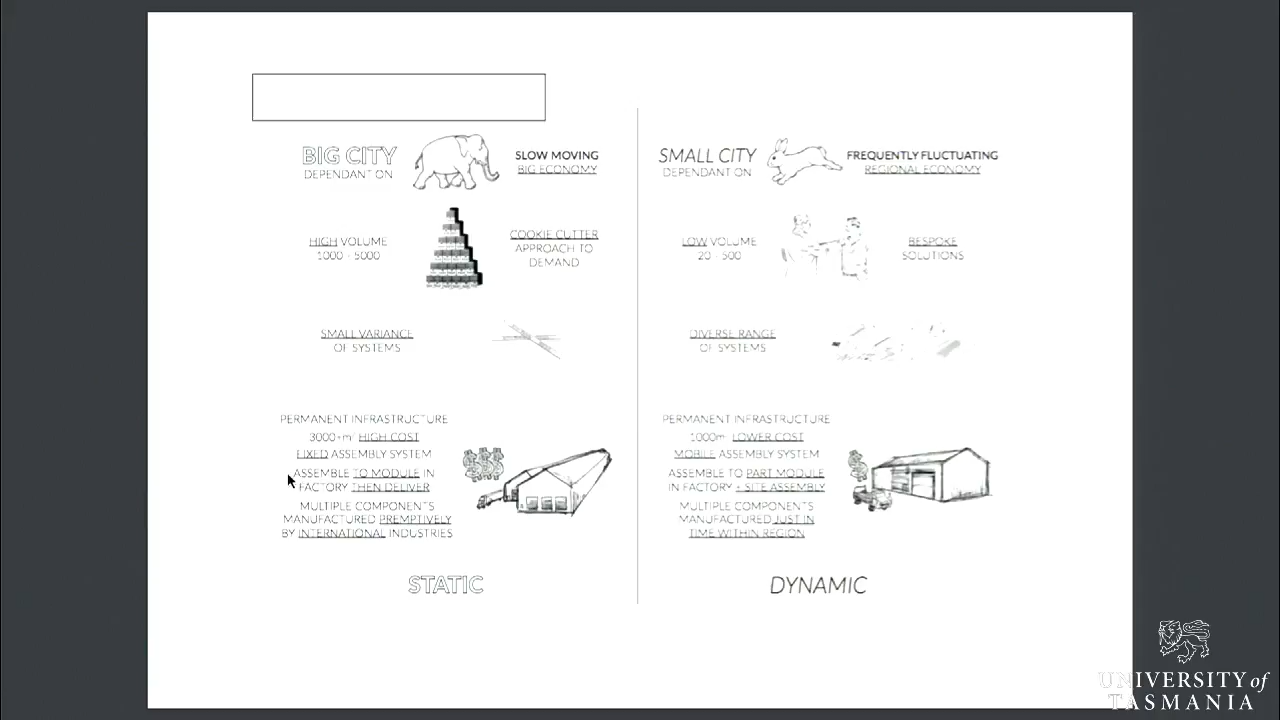 BIG CITY
DEPENDANT ON
SLOW MOVING
BIG ECONOMY
HIGH VOLUME
1000 - 5000
COOKIE CUTTER
APPROACH TO
DEMAND
SMALL VARIANCE
OF SYSTEMS
PERMANENT INFRASTRUCTURE
3000+m² HIGH COST
FIXED ASSEMBLY SYSTEM
ASSEMBLE TO MODULE IN
FACTORY THEN DELIVER
MULTIPLE COMPONENTS
MANUFACTURED PREMPTIVELY
BY INTERNATIONAL INDUSTRIES
STATIC
SMALL CITY
DEPENDANT ON
FREQUENTLY FLUCTUATING
REGIONAL ECONOMY
LOW VOLUME
20 - 500
BESPOKE
SOLUTIONS
DIVERSE RANGE
OF SYSTEMS
PERMANENT INFRASTRUCTURE
1000m² LOWER COST
MOBILE ASSEMBLY SYSTEM
ASSEMBLE TO PART MODULE
IN FACTORY + SITE ASSEMBLY
MULTIPLE COMPONENTS
MANUFACTURED JUST IN
TIME WITHIN REGION
DYNAMIC
UNIVERSITY of
TASMANIA